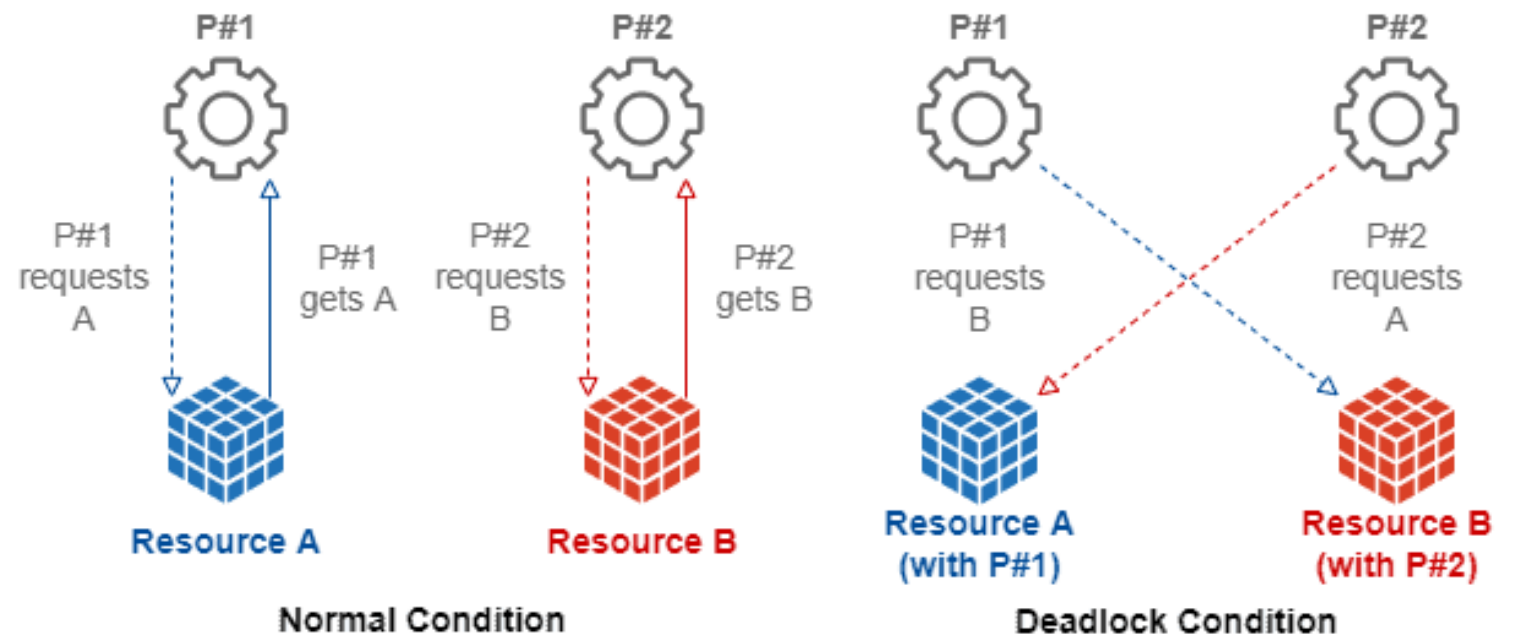 P#1
P#2
P#1
P#2
P#1
requests
A
P#1
gets A
P#2
requests
B
P#2
gets B
P#1
requests
B
P#2
requests
A
Resource A
Resource B
Resource A
(with P#1)
Resource B
(with P#2)
Normal Condition
Deadlock Condition